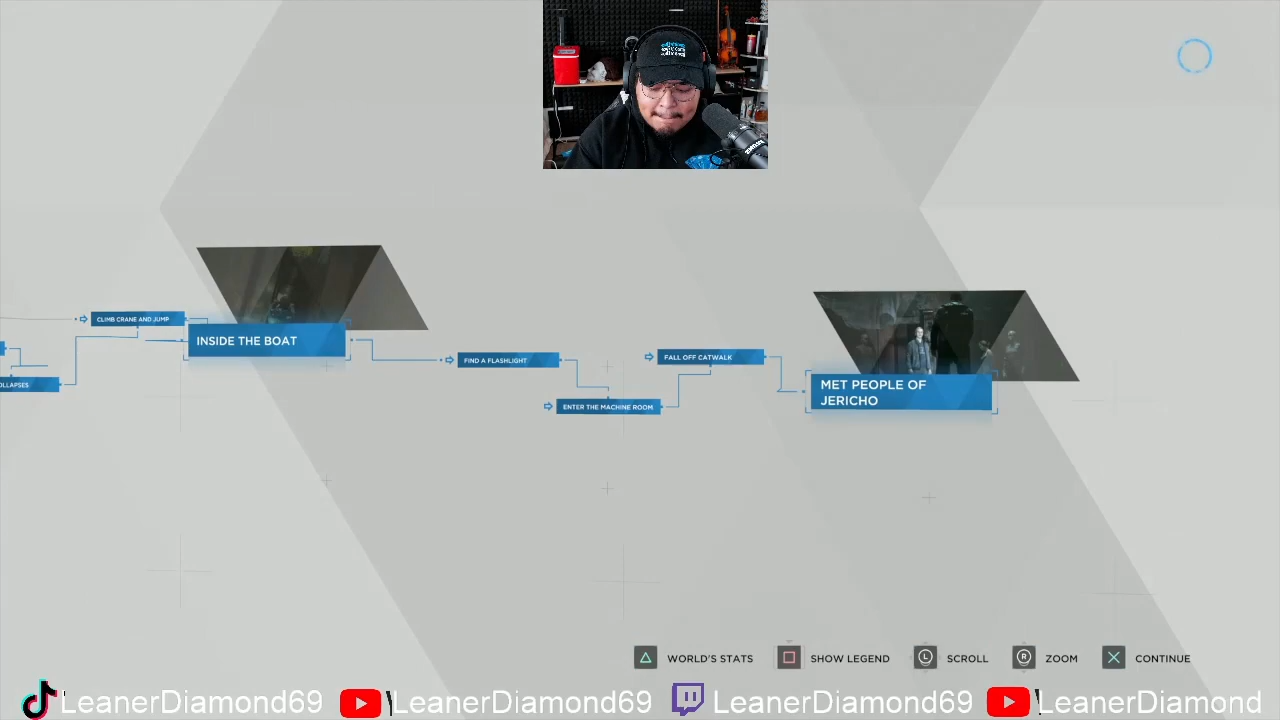 CLIMB CRANE AND JUMP
INSIDE THE BOAT
OLLAPSES
FIND A FLASHLIGHT
ENTER THE MACHINE ROOM
FALL OFF CATWALK
MET PEOPLE OF
JERICHO
WORLD'S STATS
SHOW LEGEND
L SCROLL
R ZOOM
CONTINUE
LeanerDiamond69 \LeanerDiamond69 LeanerDiamond69 \LeanerDiamond